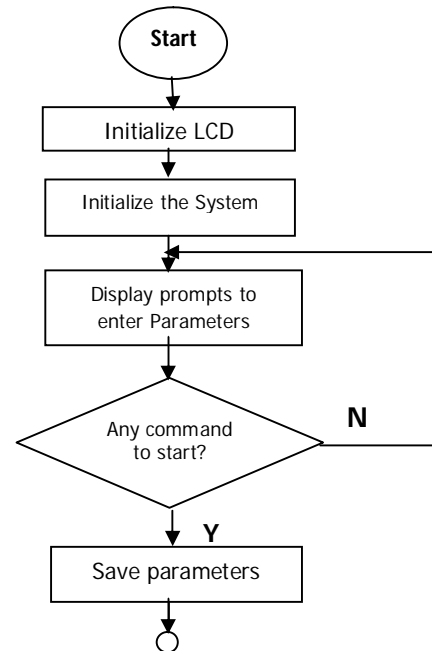 Start
Initialize LCD
Initialize the System
Display prompts to
enter Parameters
Any command
to start?
N
Y
Save parameters